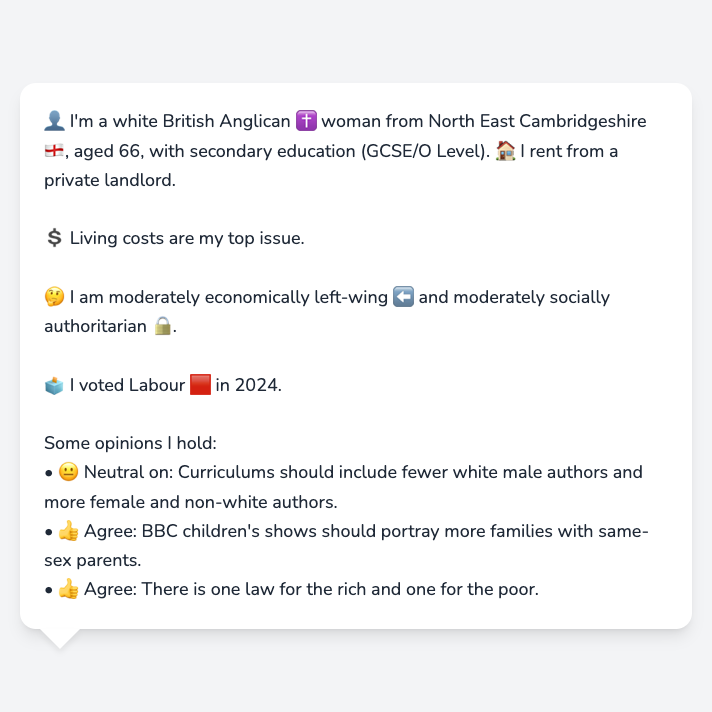 👤 I'm a white British Anglican ✝️ woman from North East Cambridgeshire
🏴󠁧󠁢󠁥󠁮󠁧󠁿, aged 66, with secondary education (GCSE/O Level). 🏠 I rent from a
private landlord.
💲 Living costs are my top issue.
🤔 I am moderately economically left-wing ⬅️ and moderately socially
authoritarian 🔒.
🗳️ I voted Labour 🟥 in 2024.
Some opinions I hold:
• 😐 Neutral on: Curriculums should include fewer white male authors and
more female and non-white authors.
• 👍 Agree: BBC children's shows should portray more families with same-
sex parents.
• 👍 Agree: There is one law for the rich and one for the poor.